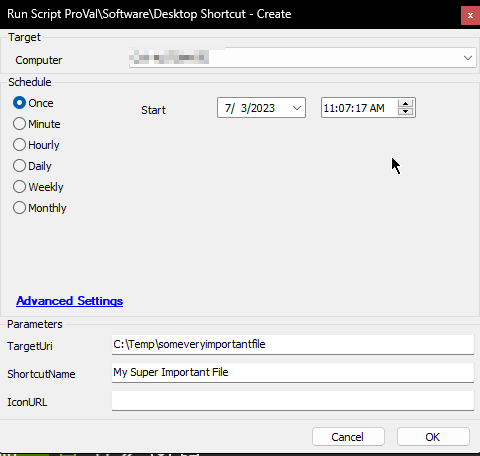 Run Script ProVal\Software\Desktop Shortcut - Create
x
Target
Computer
Schedule
Once
Start
7/ 3/2023
11:07:17 AM
Minute
Hourly
Daily
Weekly
Monthly
Advanced Settings
Parameters
TargetUri
C:\Temp\someveryimportantfile
ShortcutName
My Super Important File
IconURL
Cancel
OK